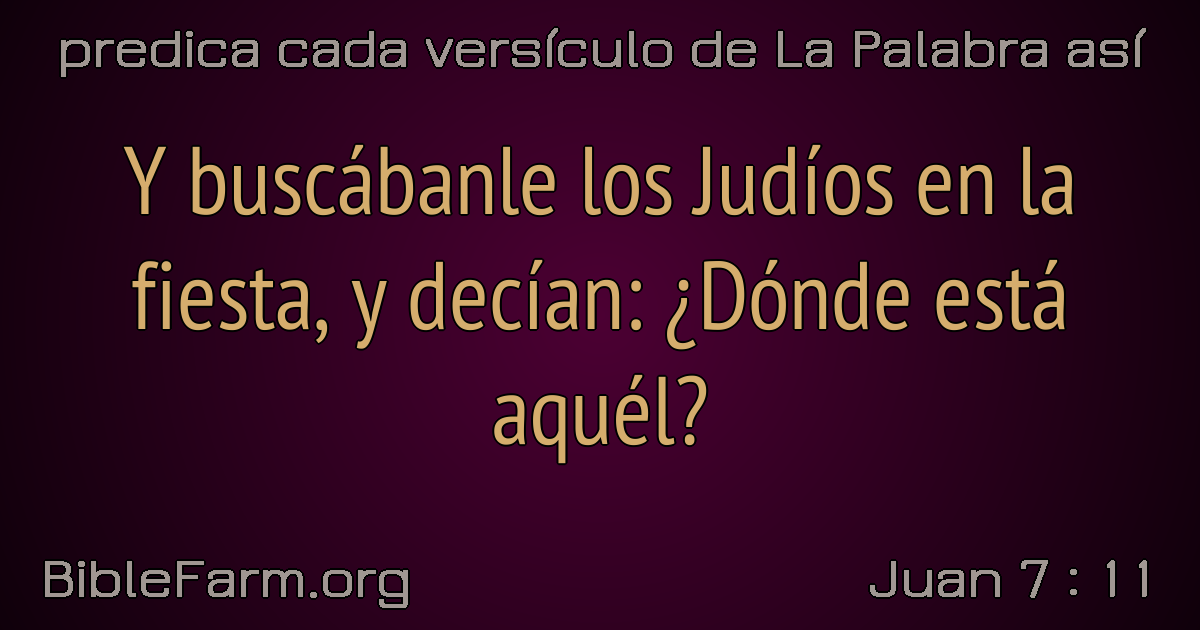 predica cada versículo de La Palabra así
Y buscábanle los Judíos en la
fiesta, y decían: ¿Dónde está
aquél?
BibleFarm.org
Juan 7 : 11